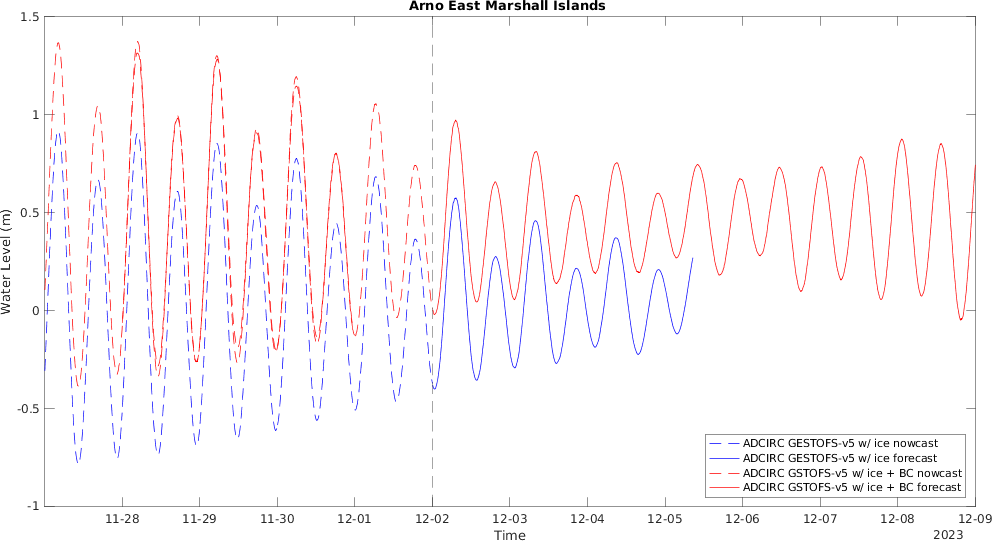 Arno East Marshall Islands
1.5
1
0.5
0
-0.5
-1
Water Level (m)
11-28
11-29
11-30
12-01
12-02
12-03
12-04
12-05
12-06
12-07
12-08
12-09
Time
2023
ADCIRC GESTOFS-v5 w/ ice nowcast
ADCIRC GESTOFS-v5 w/ ice forecast
ADCIRC GSTOFS-v5 w/ ice + BC nowcast
ADCIRC GSTOFS-v5 w/ ice + BC forecast